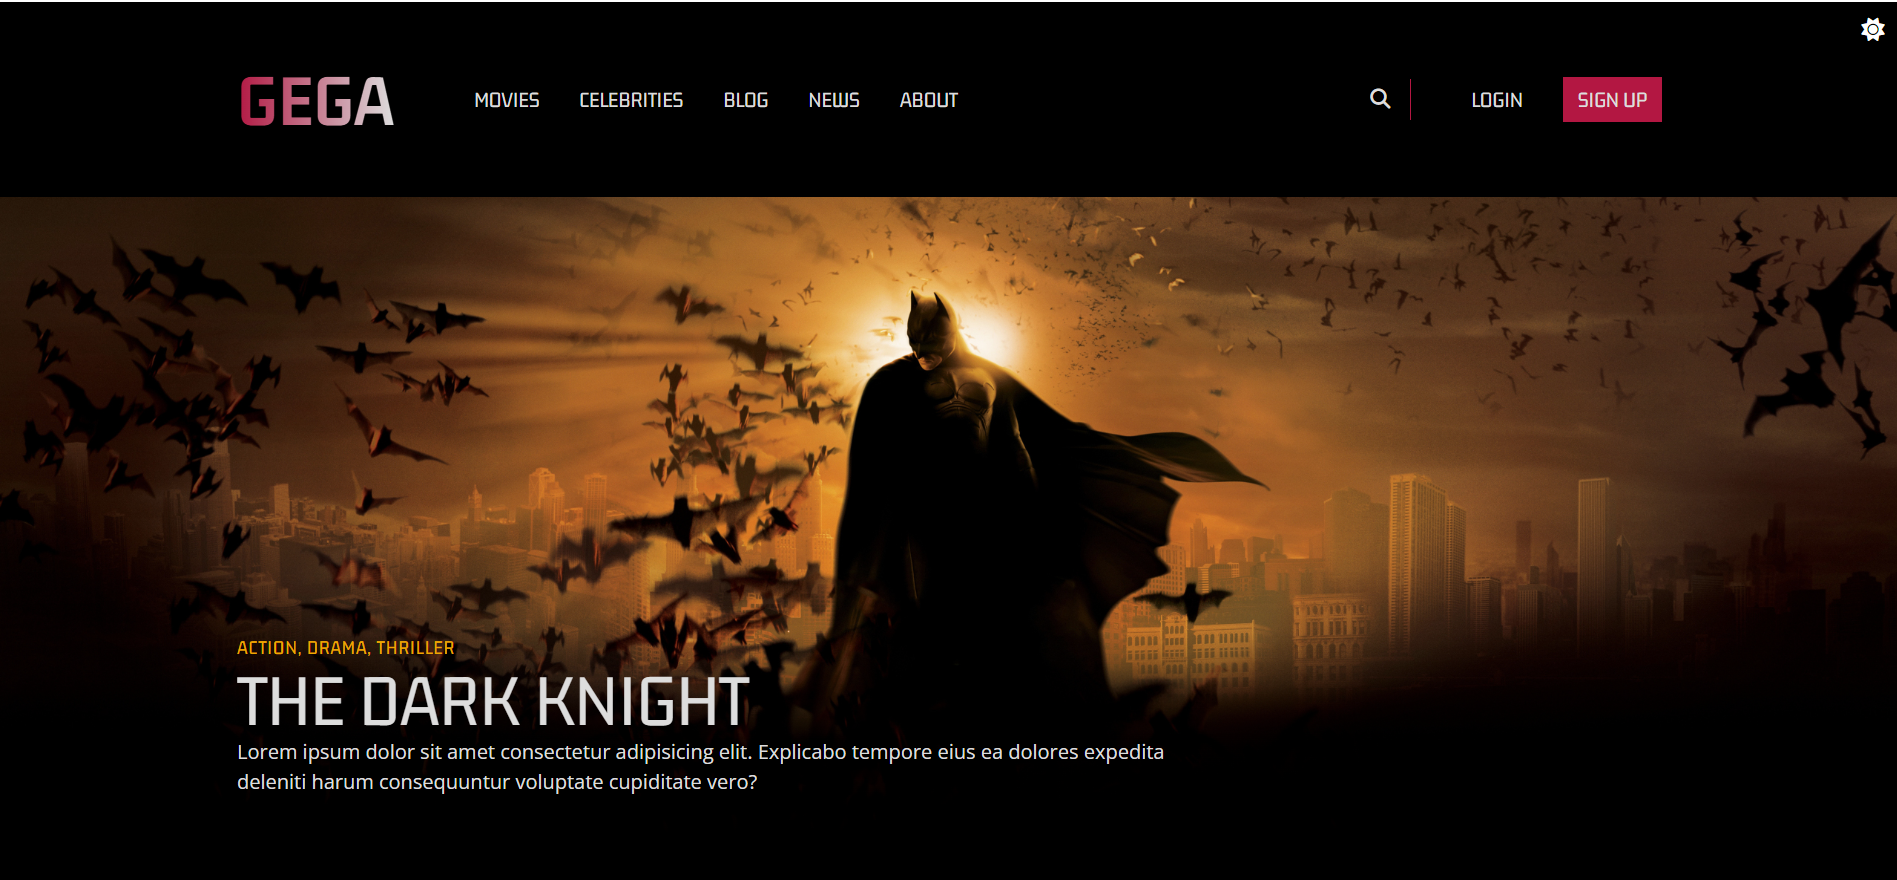 GEGA
MOVIES CELEBRITIES BLOG NEWS ABOUT
LOGIN SIGN UP
ACTION, DRAMA, THRILLER
THE DARK KNIGHT
Lorem ipsum dolor sit amet consectetur adipisicing elit. Explicabo tempore eius ea dolores expedita
deleniti harum consequuntur voluptate cupiditate vero?